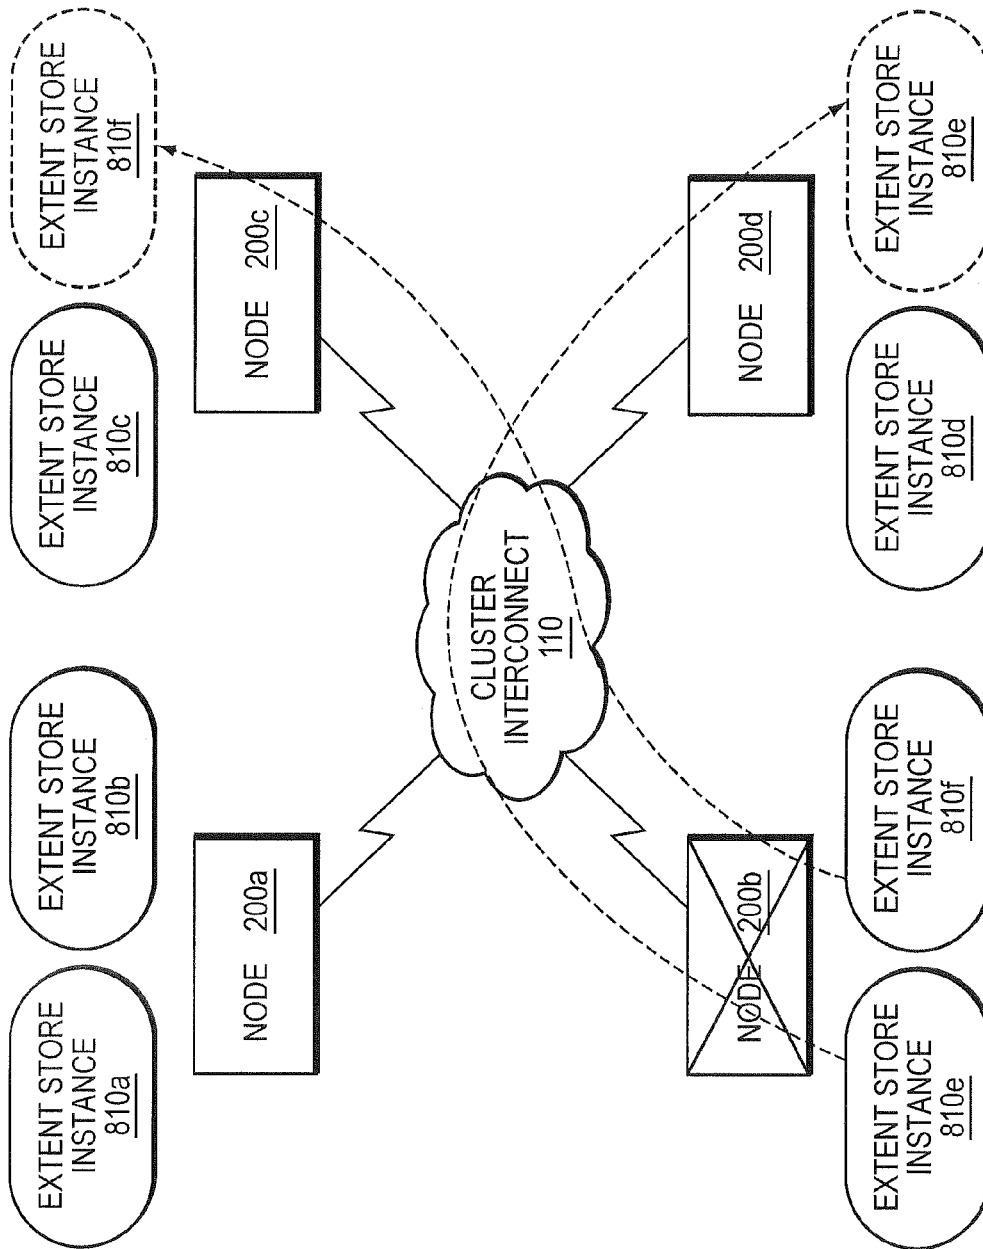 EXTENT STORE
INSTANCE
810a
EXTENT STORE
INSTANCE
810b
EXTENT STORE
INSTANCE
810c
EXTENT STORE
INSTANCE
810f
NODE 200a
NODE 200c
CLUSTER
INTERCONNECT
110
NODE 200b
NODE 200d
EXTENT STORE
INSTANCE
810e
EXTENT STORE
INSTANCE
810f
EXTENT STORE
INSTANCE
810d
EXTENT STORE
INSTANCE
810e